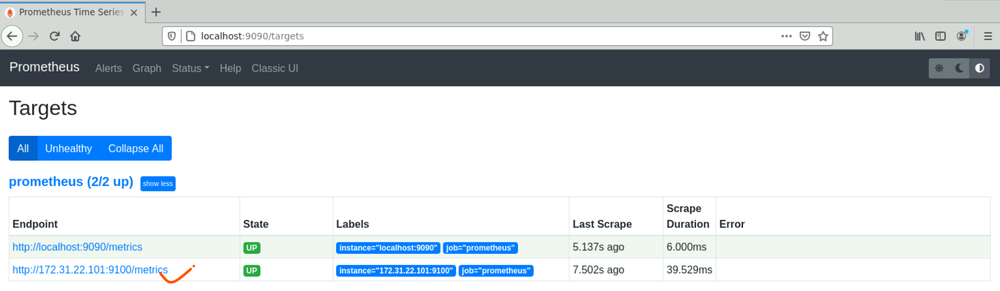 Prometheus Time Series
localhost:9090/targets
Prometheus Alerts Graph Status Help Classic UI
Targets
All Unhealthy Collapse All
prometheus (2/2 up) show less
Endpoint State Labels Last Scrape Scrape Duration Error
http://localhost:9090/metrics UP instance="localhost:9090" job="prometheus" 5.137s ago 6.000ms
http://172.31.22.101:9100/metrics UP instance="172.31.22.101:9100" job="prometheus" 7.502s ago 39.529ms